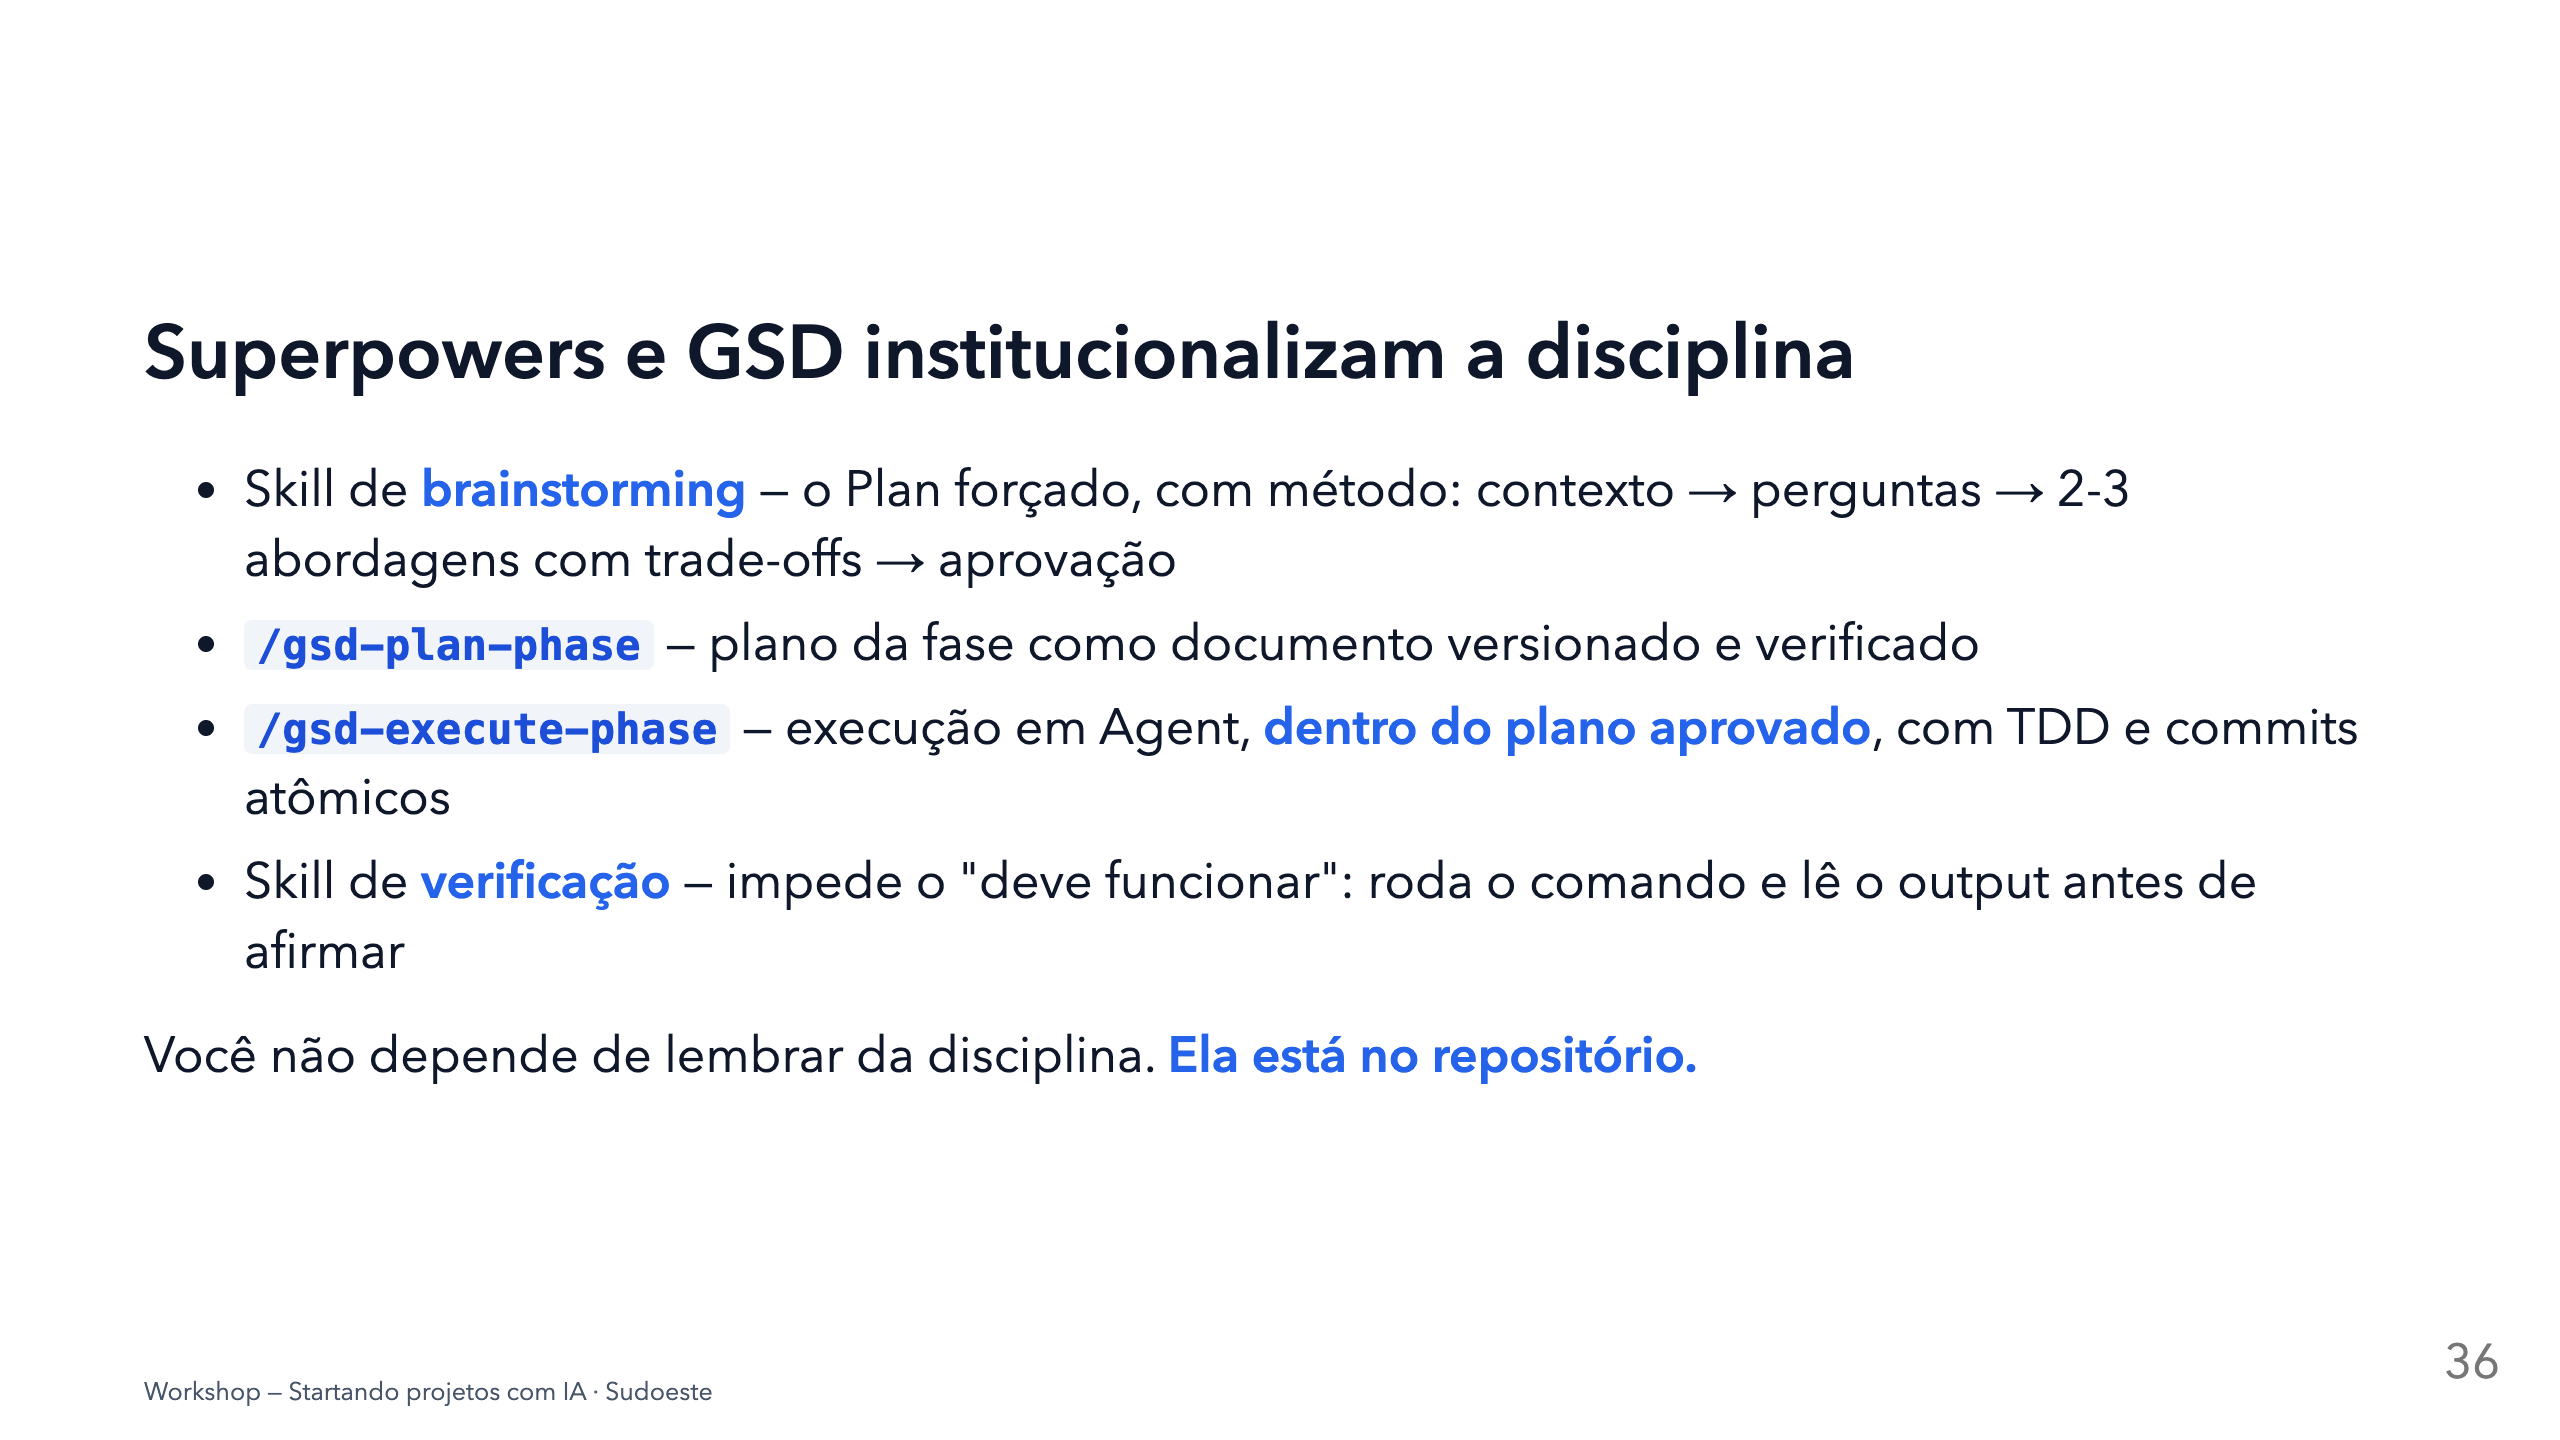 Superpowers e GSD institucionalizam a disciplina
• Skill de brainstorming – o Plan forçado, com método: contexto → perguntas → 2-3
abordagens com trade-offs → aprovação
• /gsd-plan-phase – plano da fase como documento versionado e verificado
• /gsd-execute-phase – execução em Agent, dentro do plano aprovado, com TDD e commits
atômicos
• Skill de verificação – impede o "deve funcionar": roda o comando e lê o output antes de
afirmar
Você não depende de lembrar da disciplina. Ela está no repositório.
Workshop – Startando projetos com IA · Sudoeste
36